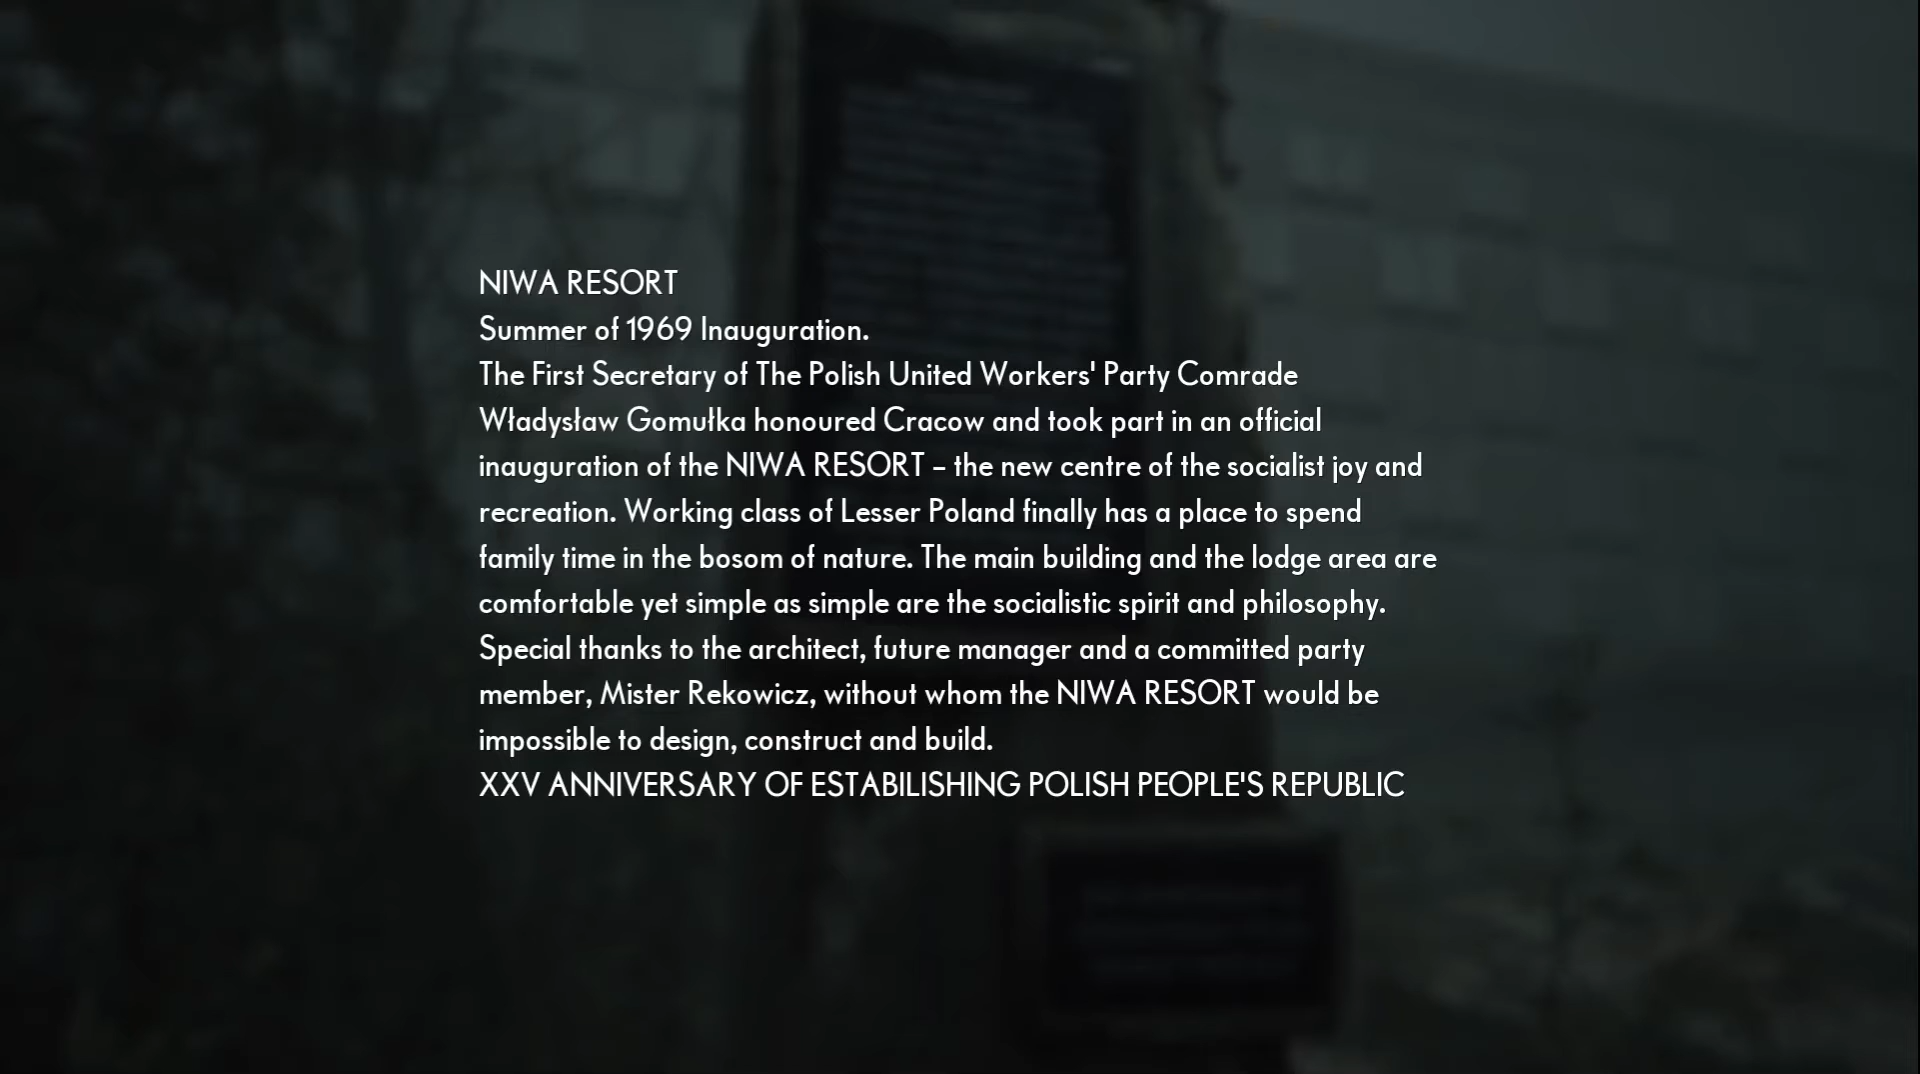 NIWA RESORT
Summer of 1969 Inauguration.
The First Secretary of The Polish United Workers' Party Comrade
Władysław Gomułka honoured Cracow and took part in an official
inauguration of the NIWA RESORT – the new centre of the socialist joy and
recreation. Working class of Lesser Poland finally has a place to spend
family time in the bosom of nature. The main building and the lodge area are
comfortable yet simple as simple are the socialistic spirit and philosophy.
Special thanks to the architect, future manager and a committed party
member, Mister Rekowicz, without whom the NIWA RESORT would be
impossible to design, construct and build.
XXV ANNIVERSARY OF ESTABILISHING POLISH PEOPLE'S REPUBLIC